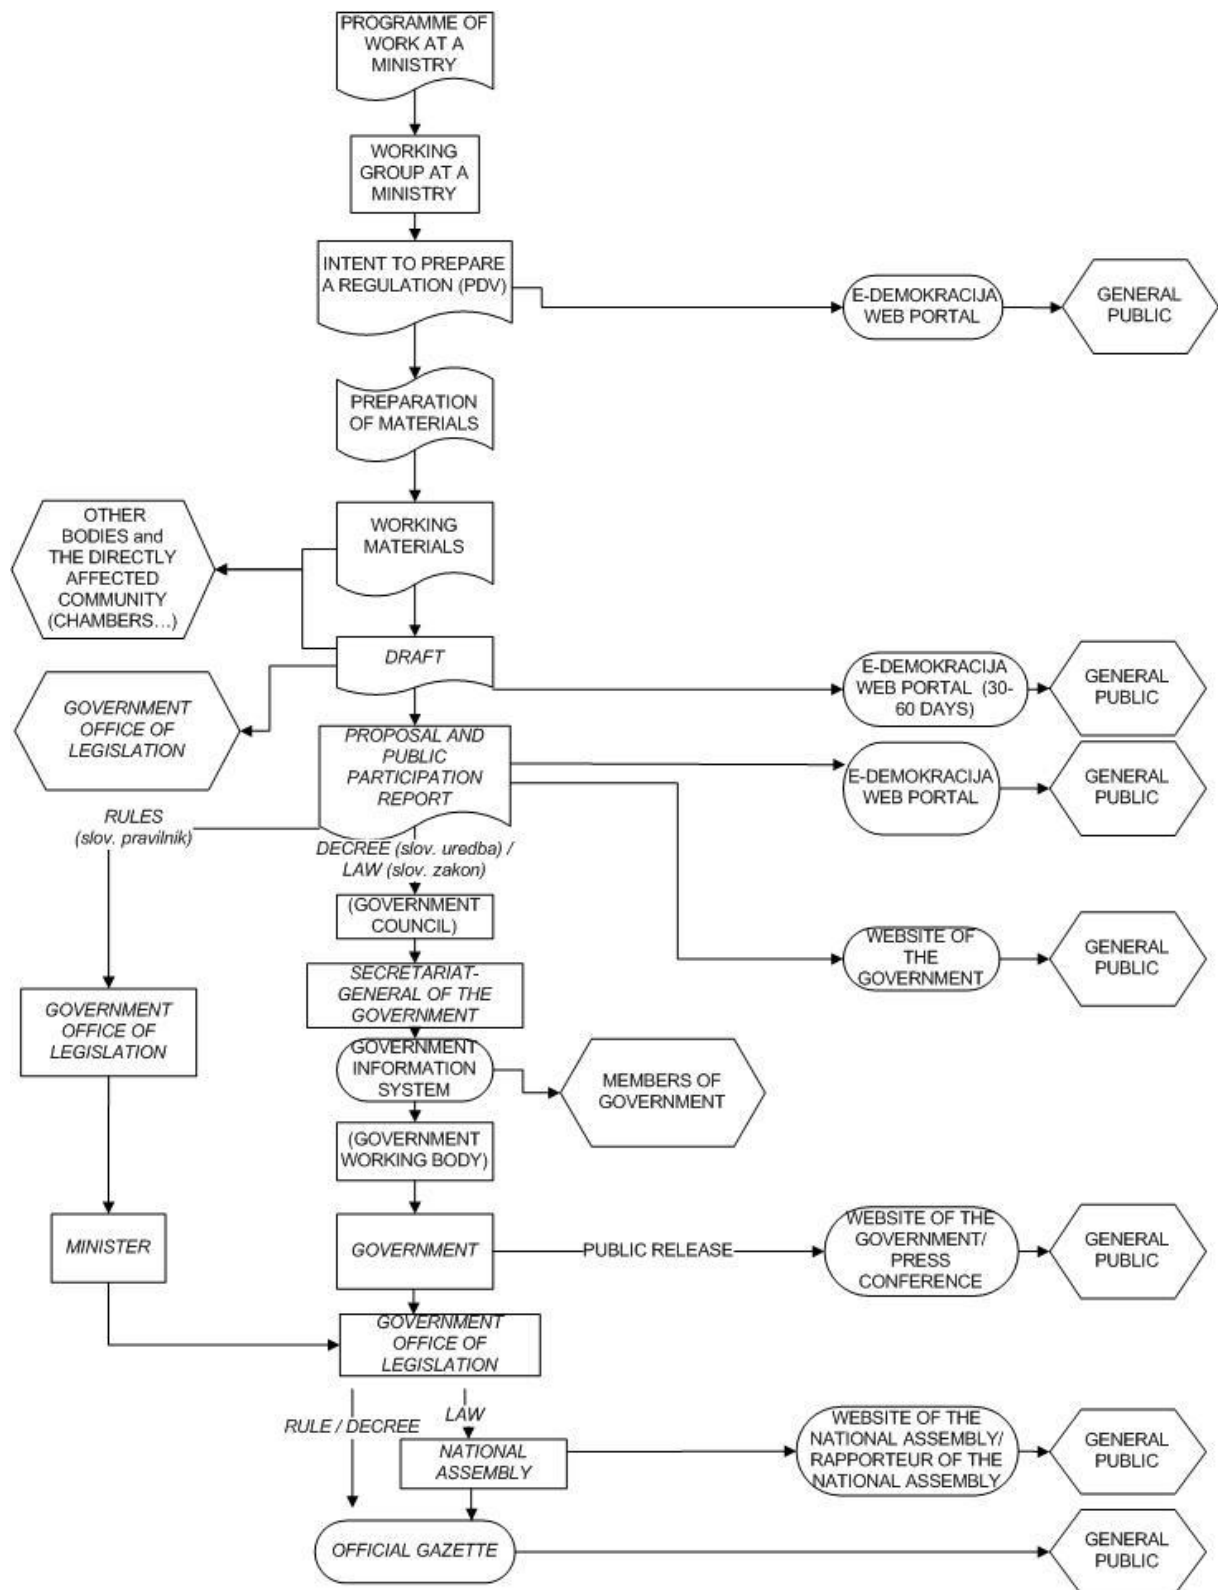 PROGRAMME OF
WORK AT A
MINISTRY
WORKING
GROUP AT A
MINISTRY
INTENT TO PREPARE
A REGULATION (PDV)
E-DEMOKRACIJA
WEB PORTAL
GENERAL
PUBLIC
PREPARATION
OF MATERIALS
OTHER
BODIES and
THE DIRECTLY
AFFECTED
COMMUNITY
(CHAMBERS...)
WORKING
MATERIALS
DRAFT
E-DEMOKRACIJA
WEB PORTAL (30-
60 DAYS)
GENERAL
PUBLIC
GOVERNMENT
OFFICE OF
LEGISLATION
PROPOSAL AND
PUBLIC
PARTICIPATION
REPORT
E-DEMOKRACIJA
WEB PORTAL
GENERAL
PUBLIC
RULES
(slov. pravilnik)
DECREE (slov. uredba) /
LAW (slov. zakon)
(GOVERNMENT
COUNCIL)
WEBSITE OF
THE
GOVERNMENT
GENERAL
PUBLIC
SECRETARIAT-
GENERAL OF THE
GOVERNMENT
GOVERNMENT
OFFICE OF
LEGISLATION
GOVERNMENT
INFORMATION
SYSTEM
MEMBERS OF
GOVERNMENT
(GOVERNMENT
WORKING BODY)
MINISTER
GOVERNMENT
PUBLIC RELEASE
WEBSITE OF THE
GOVERNMENT/
PRESS
CONFERENCE
GENERAL
PUBLIC
GOVERNMENT
OFFICE OF
LEGISLATION
RULE / DECREE
LAW
NATIONAL
ASSEMBLY
WEBSITE OF THE
NATIONAL ASSEMBLY/
RAPPORTEUR OF THE
NATIONAL ASSEMBLY
GENERAL
PUBLIC
OFFICIAL GAZETTE
GENERAL
PUBLIC